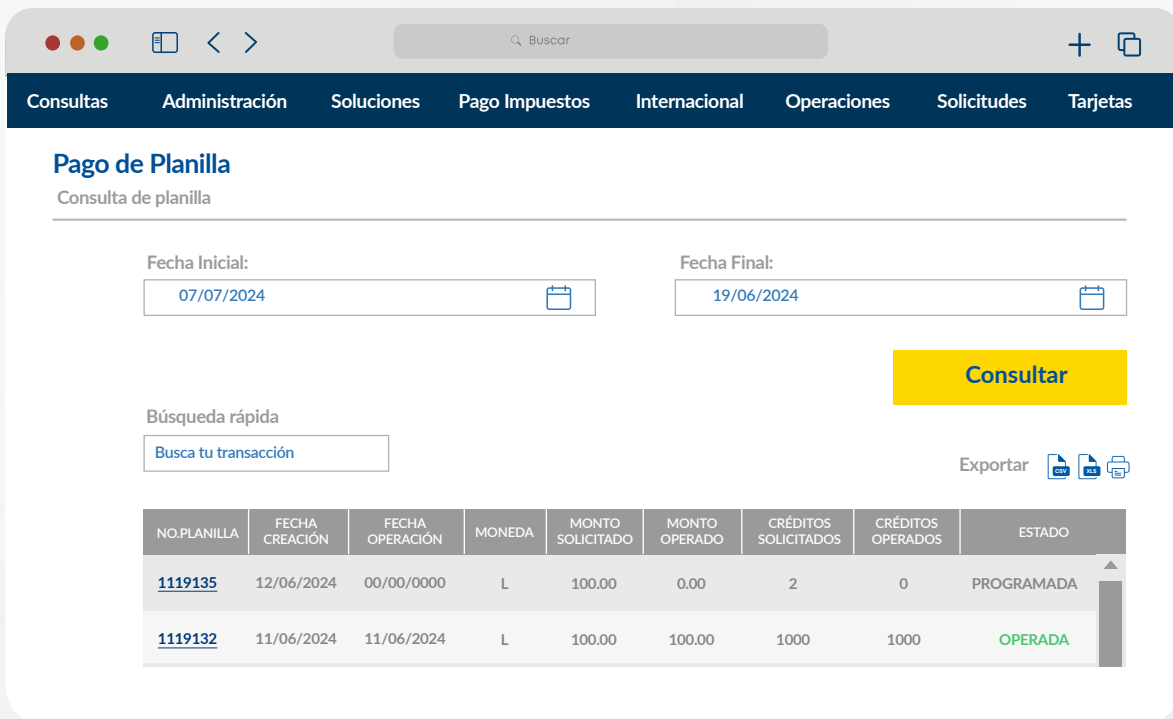 Buscar
Consultas Administración Soluciones Pago Impuestos Internacional Operaciones Solicitudes Tarjetas
Pago de Planilla
Consulta de planilla
Fecha Inicial: Fecha Final:
07/07/2024 19/06/2024
Consultar
Búsqueda rápida
Busca tu transacción
Exportar CSV XLS
NO.PLANILLA FECHA CREACIÓN FECHA OPERACIÓN MONEDA MONTO SOLICITADO MONTO OPERADO CRÉDITOS SOLICITADOS CRÉDITOS OPERADOS ESTADO
1119135 12/06/2024 00/00/0000 L 100.00 0.00 2 0 PROGRAMADA
1119132 11/06/2024 11/06/2024 L 100.00 100.00 1000 1000 OPERADA